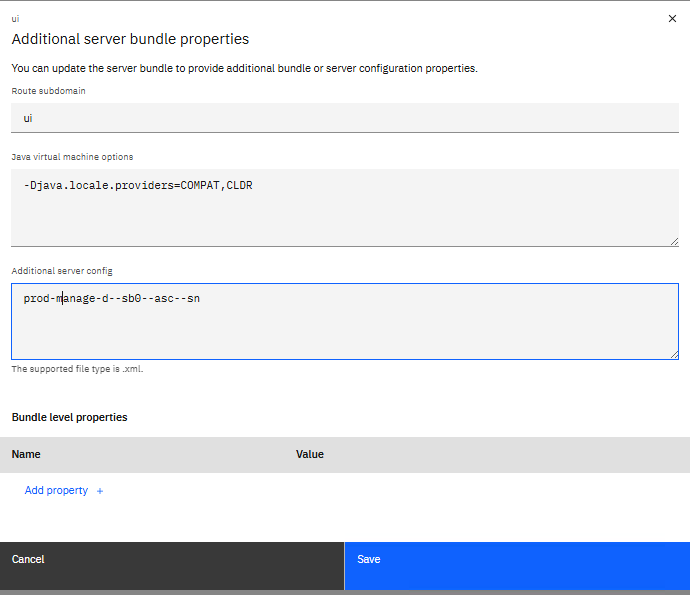 ui
Additional server bundle properties
You can update the server bundle to provide additional bundle or server configuration properties.
Route subdomain
ui
Java virtual machine options
-Djava.locale.providers=COMPAT,CLDR
Additional server config
prod-manage-d--sb0--asc--sn
The supported file type is .xml.
Bundle level properties
Name Value
Add property +
Cancel Save